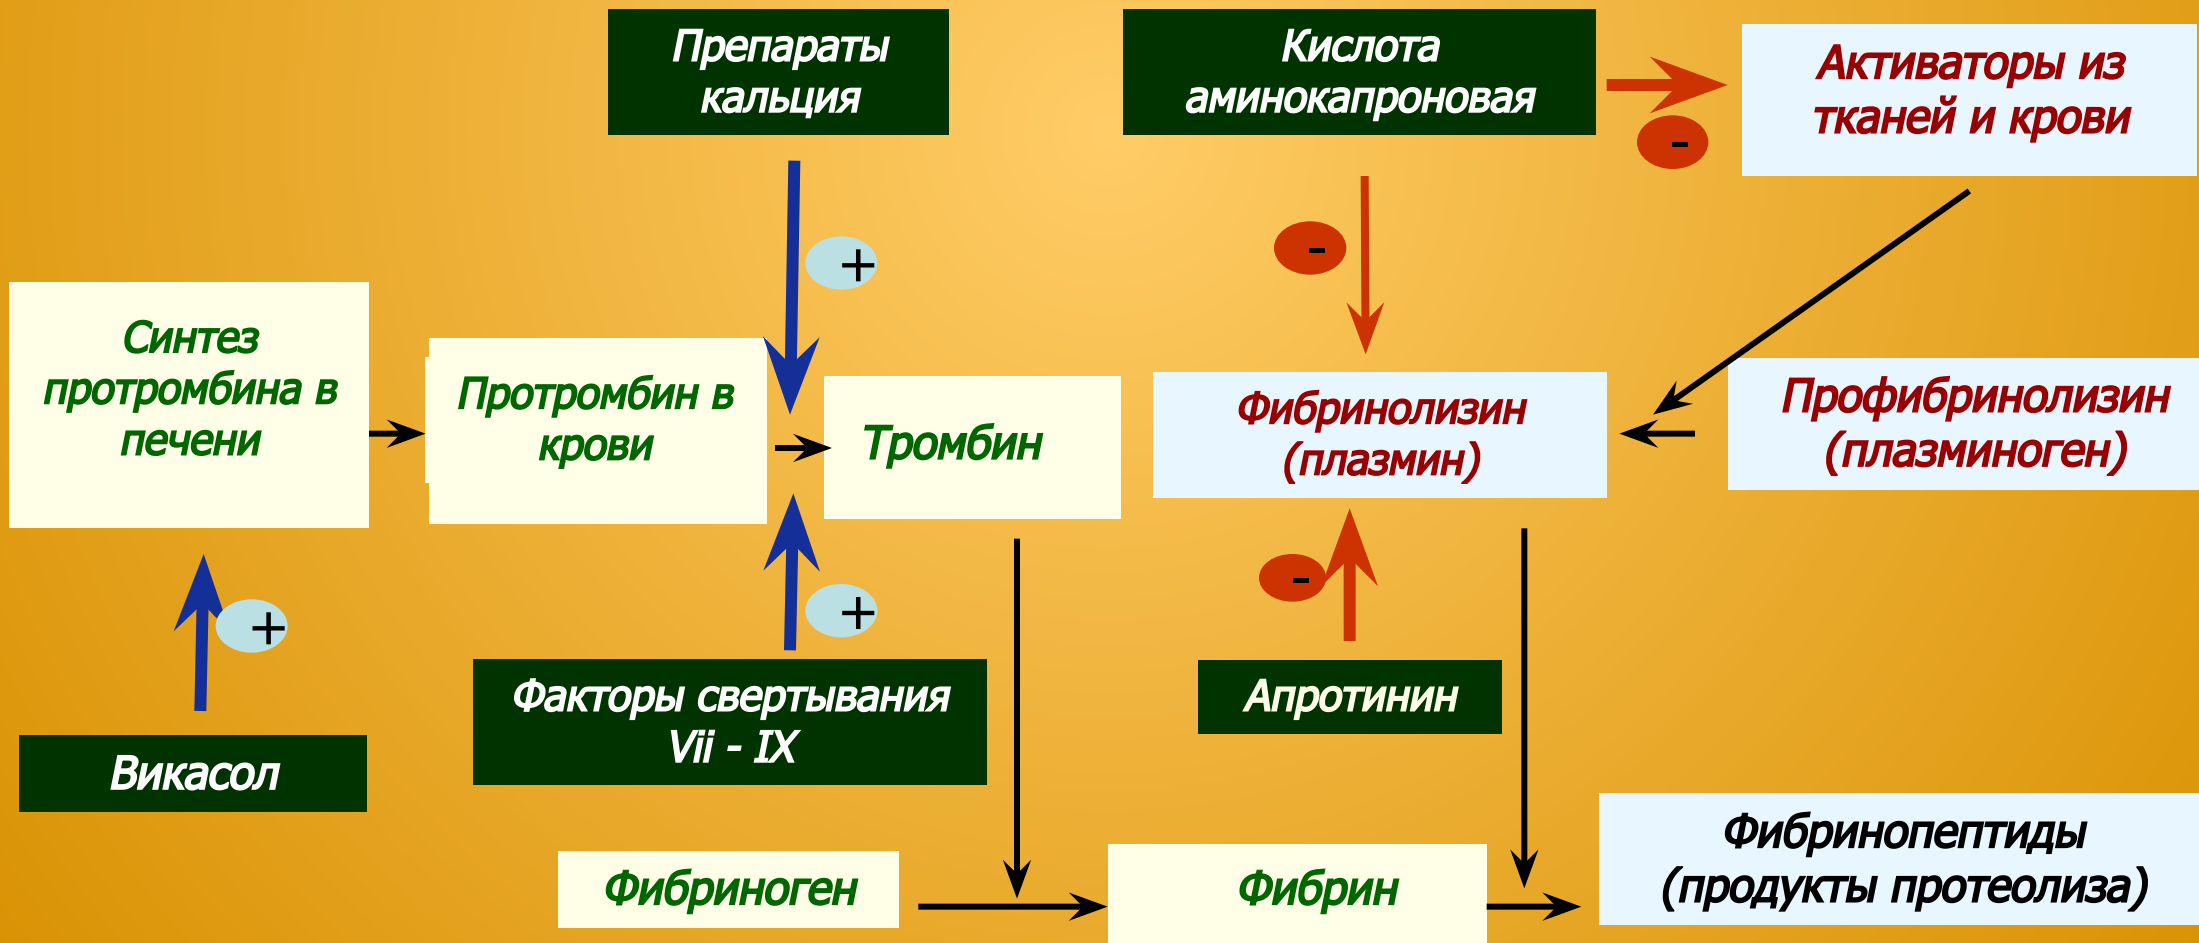 Препараты
кальция
Кислота
аминокапроновая
Активаторы из
тканей и крови
-
-
+
Синтез
протромбина в
печени
Протромбин в
крови
Тромбин
Фибринолизин
(плазмин)
Профибринолизин
(плазминоген)
+
+
-
Викасол
Факторы свертывания
Vii - IX
Апротинин
Фибриноген
Фибрин
Фибринопептиды
(продукты протеолиза)